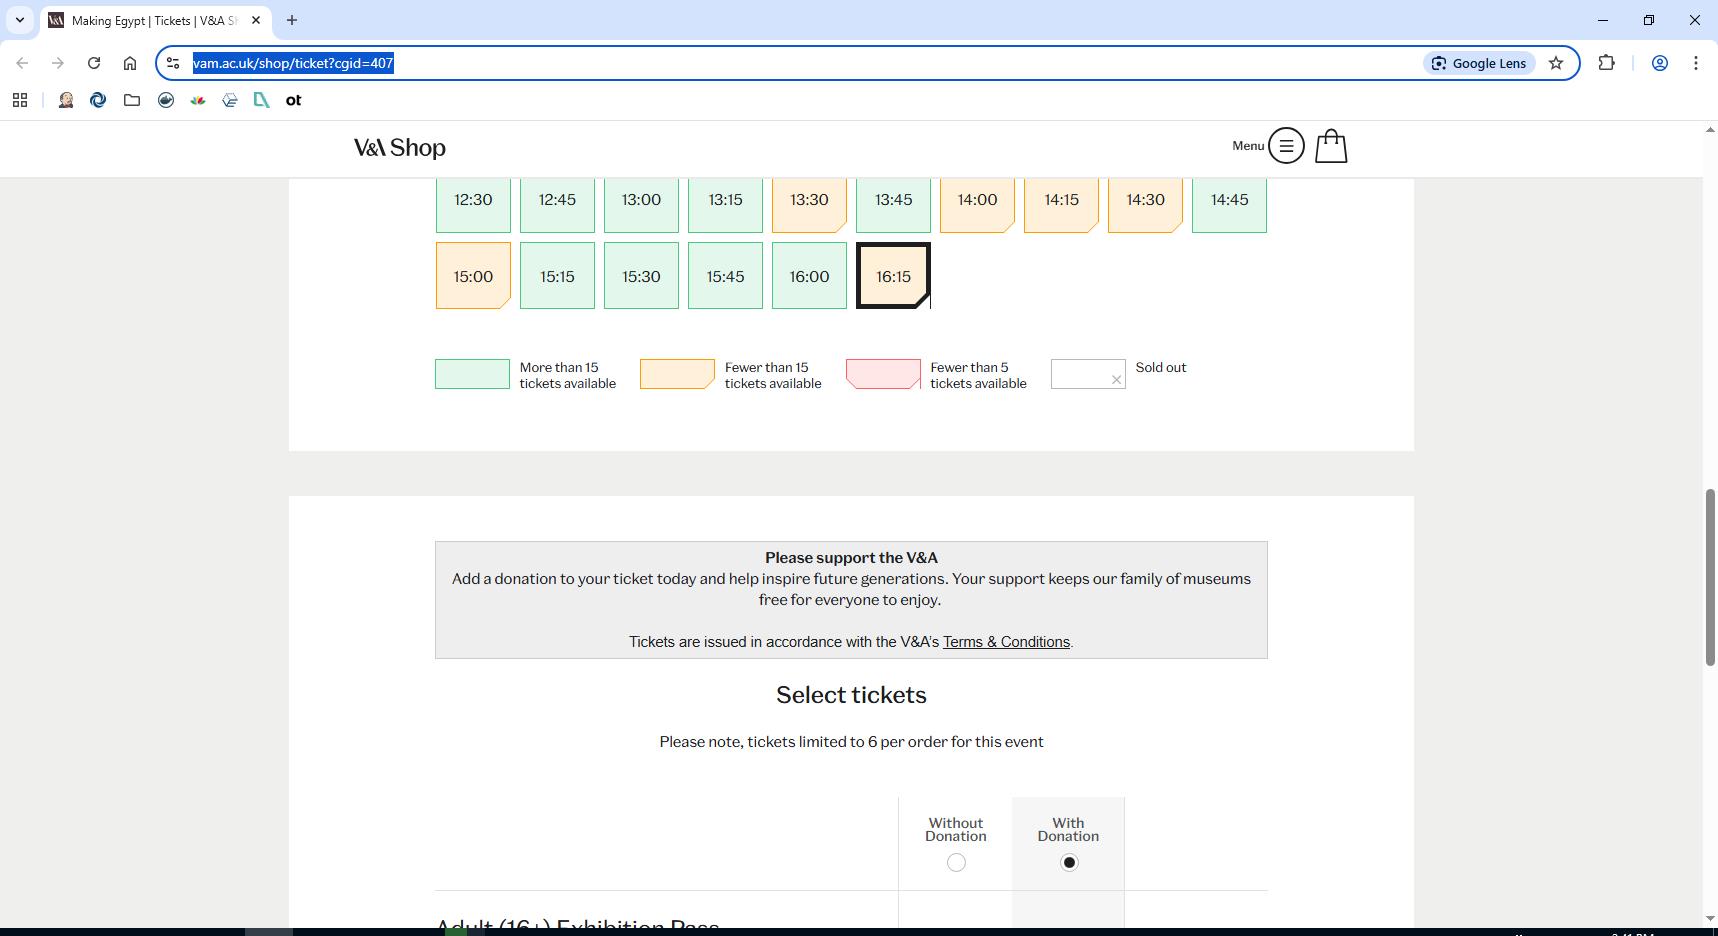 Making Egypt | Tickets | V&A S
vam.ac.uk/shop/ticket?cgid=407
Google Lens
ot
V&A Shop
Menu
12:30 12:45 13:00 13:15 13:30 13:45 14:00 14:15 14:30 14:45
15:00 15:15 15:30 15:45 16:00 16:15
More than 15
tickets available
Fewer than 15
tickets available
Fewer than 5
tickets available
Sold out
Please support the V&A
Add a donation to your ticket today and help inspire future generations. Your support keeps our family of museums
free for everyone to enjoy.
Tickets are issued in accordance with the V&A's Terms & Conditions.
Select tickets
Please note, tickets limited to 6 per order for this event
Without
Donation
With
Donation
Adult (16+) Exhibition Pass